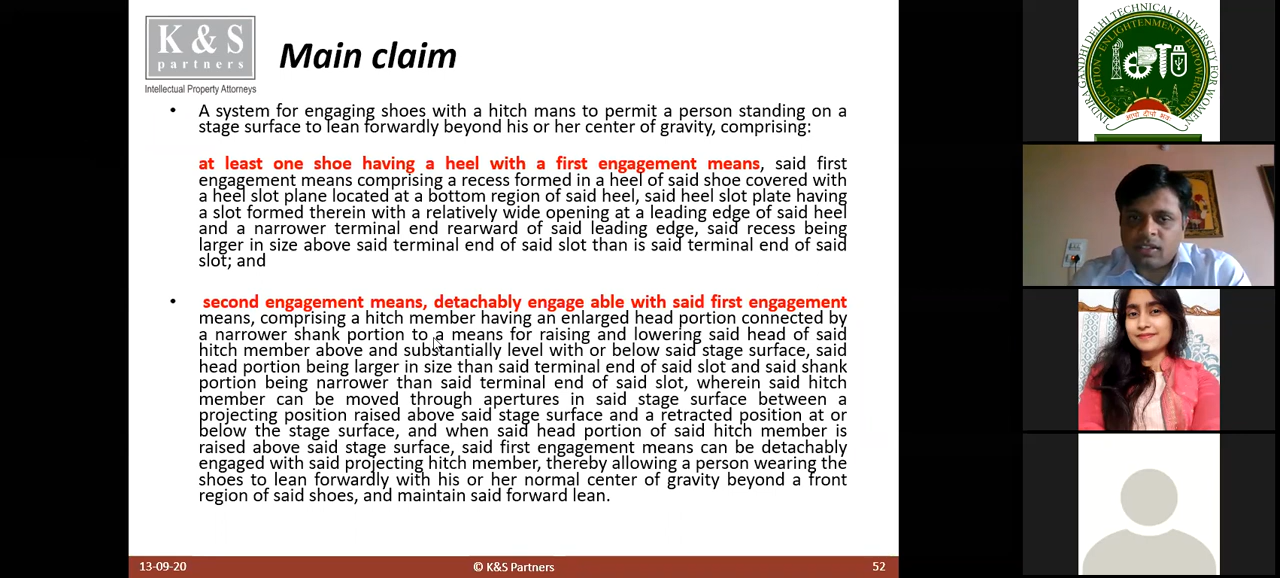 K & S
partners
Intellectual Property Attorneys
Main claim
• A system for engaging shoes with a hitch mans to permit a person standing on a
stage surface to lean forwardly beyond his or her center of gravity, comprising:
at least one shoe having a heel with a first engagement means, said first
engagement means comprising a recess formed in a heel of said shoe covered with
a heel slot plane located at a bottom region of said heel, said heel slot plate having
a slot formed therein with a relatively wide opening at a leading edge of said heel
and a narrower terminal end rearward of said leading edge, said recess being
larger in size above said terminal end of said slot than is said terminal end of said
slot; and
• second engagement means, detachably engage able with said first engagement
means, comprising a hitch member having an enlarged head portion connected by
a narrower shank portion to a means for raising and lowering said head of said
hitch member above and substantially level with or below said stage surface, said
head portion being larger in size than said terminal end of said slot and said shank
portion being narrower than said terminal end of said slot, wherein said hitch
member can be moved through apertures in said stage surface between a
projecting position raised above said stage surface and a retracted position at or
below the stage surface, and when said head portion of said hitch member is
raised above said stage surface, said first engagement means can be detachably
engaged with said projecting hitch member, thereby allowing a person wearing the
shoes to lean forwardly with his or her normal center of gravity beyond a front
region of said shoes, and maintain said forward lean.
13-09-20
© K&S Partners
52
INDIRA GANDHI DELHI TECHNICAL UNIVERSITY FOR WOMEN
EDUCATION - ENLIGHTENMENT - EMPOWERMENT